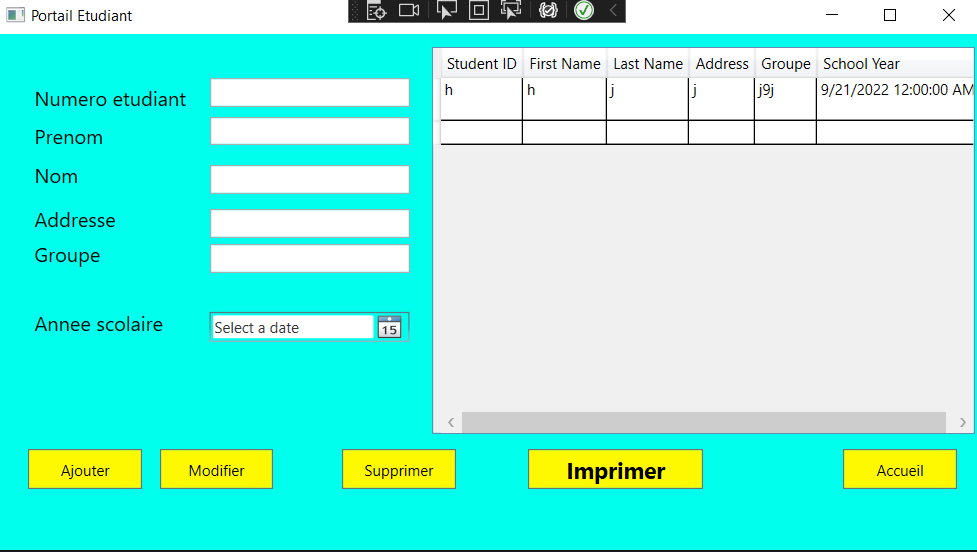 Portail Etudiant
Student ID First Name Last Name Address Groupe School Year
h h j j j9j 9/21/2022 12:00:00 AM
Numero etudiant
Prenom
Nom
Addresse
Groupe
Annee scolaire
Select a date 15
Ajouter Modifier Supprimer Imprimer Accueil